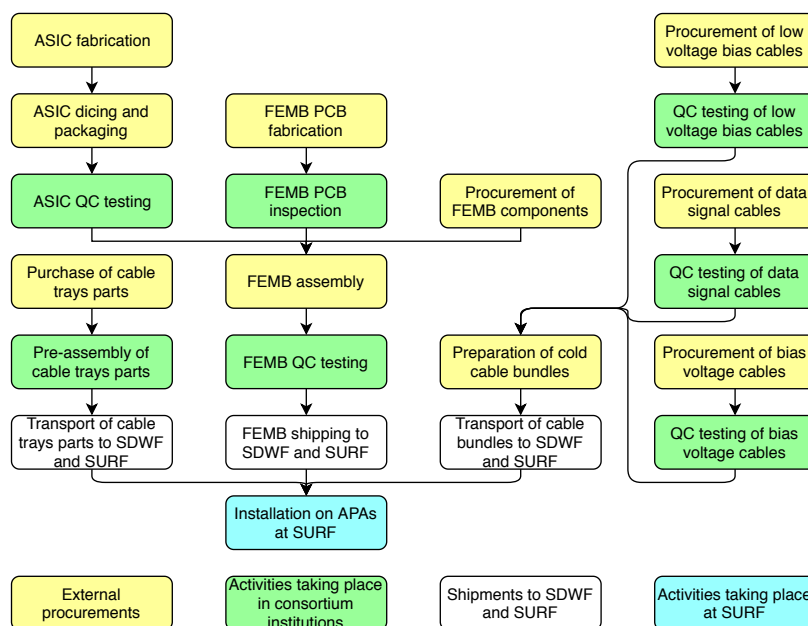 ASIC fabrication
Procurement of low
voltage bias cables
ASIC dicing and
packaging
FEMB PCB
fabrication
QC testing of low
voltage bias cables
ASIC QC testing
FEMB PCB
inspection
Procurement of
FEMB components
Procurement of data
signal cables
Purchase of cable
trays parts
FEMB assembly
QC testing of data
signal cables
Pre-assembly of
cable trays parts
FEMB QC testing
Preparation of cold
cable bundles
Procurement of bias
voltage cables
Transport of cable
trays parts to SDWF
and SURF
FEMB shipping to
SDWF and SURF
Transport of cable
bundles to SDWF
and SURF
QC testing of bias
voltage cables
Installation on APAs
at SURF
External
procurements
Activities taking place
in consortium
institutions
Shipments to SDWF
and SURF
Activities taking place
at SURF